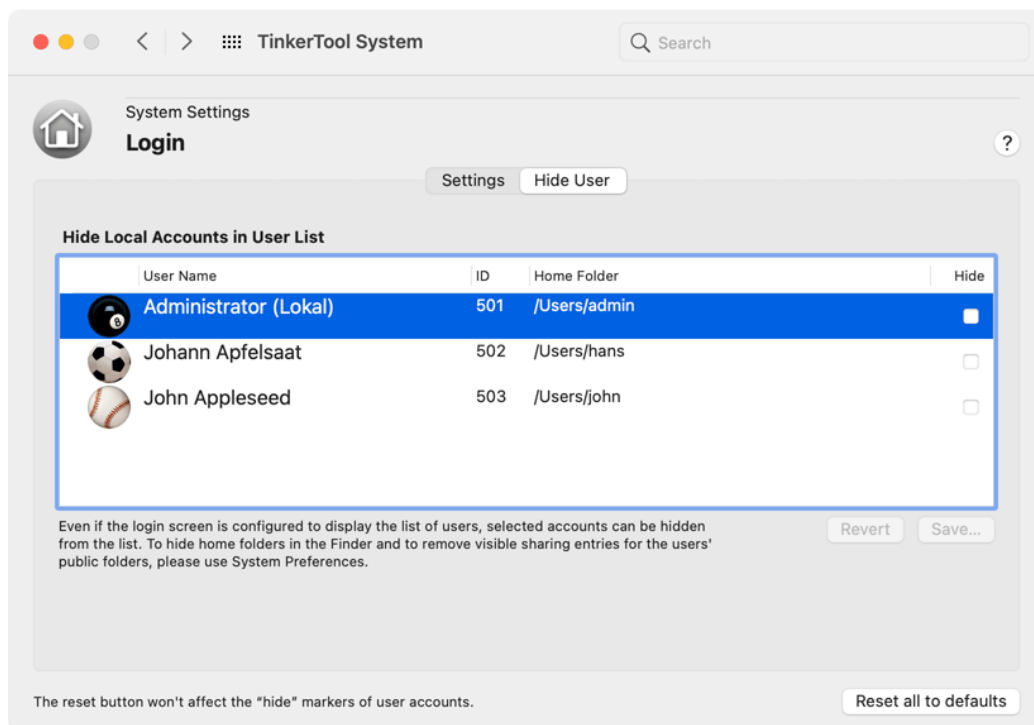 TinkerTool System
Search
System Settings
Login
?
Settings Hide User
Hide Local Accounts in User List
User Name ID Home Folder Hide
Administrator (Lokal) 501 /Users/admin
Johann Apfelsaat 502 /Users/hans
John Appleseed 503 /Users/john
Even if the login screen is configured to display the list of users, selected accounts can be hidden
from the list. To hide home folders in the Finder and to remove visible sharing entries for the users'
public folders, please use System Preferences.
Revert Save...
The reset button won't affect the “hide” markers of user accounts.
Reset all to defaults